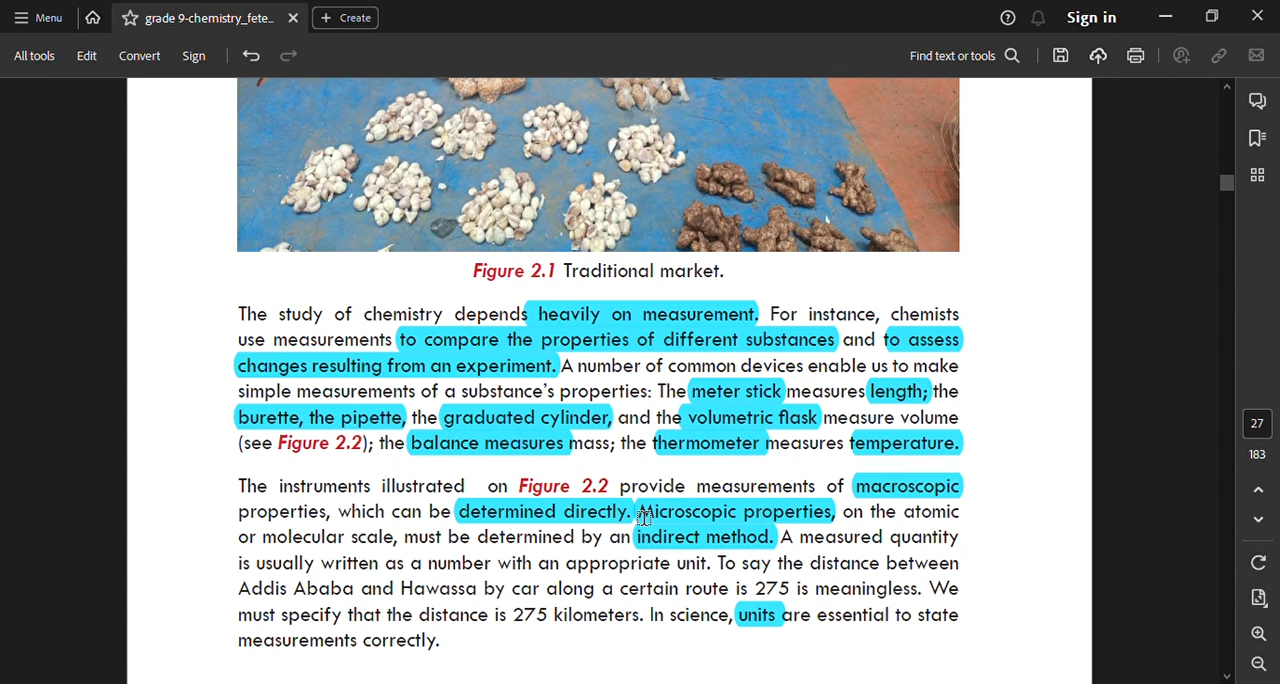 Menu
grade 9-chemistry_fete...
Create
Sign in
All tools Edit Convert Sign
Find text or tools
Figure 2.1 Traditional market.
The study of chemistry depends heavily on measurement. For instance, chemists
use measurements to compare the properties of different substances and to assess
changes resulting from an experiment. A number of common devices enable us to make
simple measurements of a substance's properties: The meter stick measures length; the
burette, the pipette, the graduated cylinder, and the volumetric flask measure volume
(see Figure 2.2); the balance measures mass; the thermometer measures temperature.
The instruments illustrated on Figure 2.2 provide measurements of macroscopic
properties, which can be determined directly. Microscopic properties, on the atomic
or molecular scale, must be determined by an indirect method. A measured quantity
is usually written as a number with an appropriate unit. To say the distance between
Addis Ababa and Hawassa by car along a certain route is 275 is meaningless. We
must specify that the distance is 275 kilometers. In science, units are essential to state
measurements correctly.
27
183